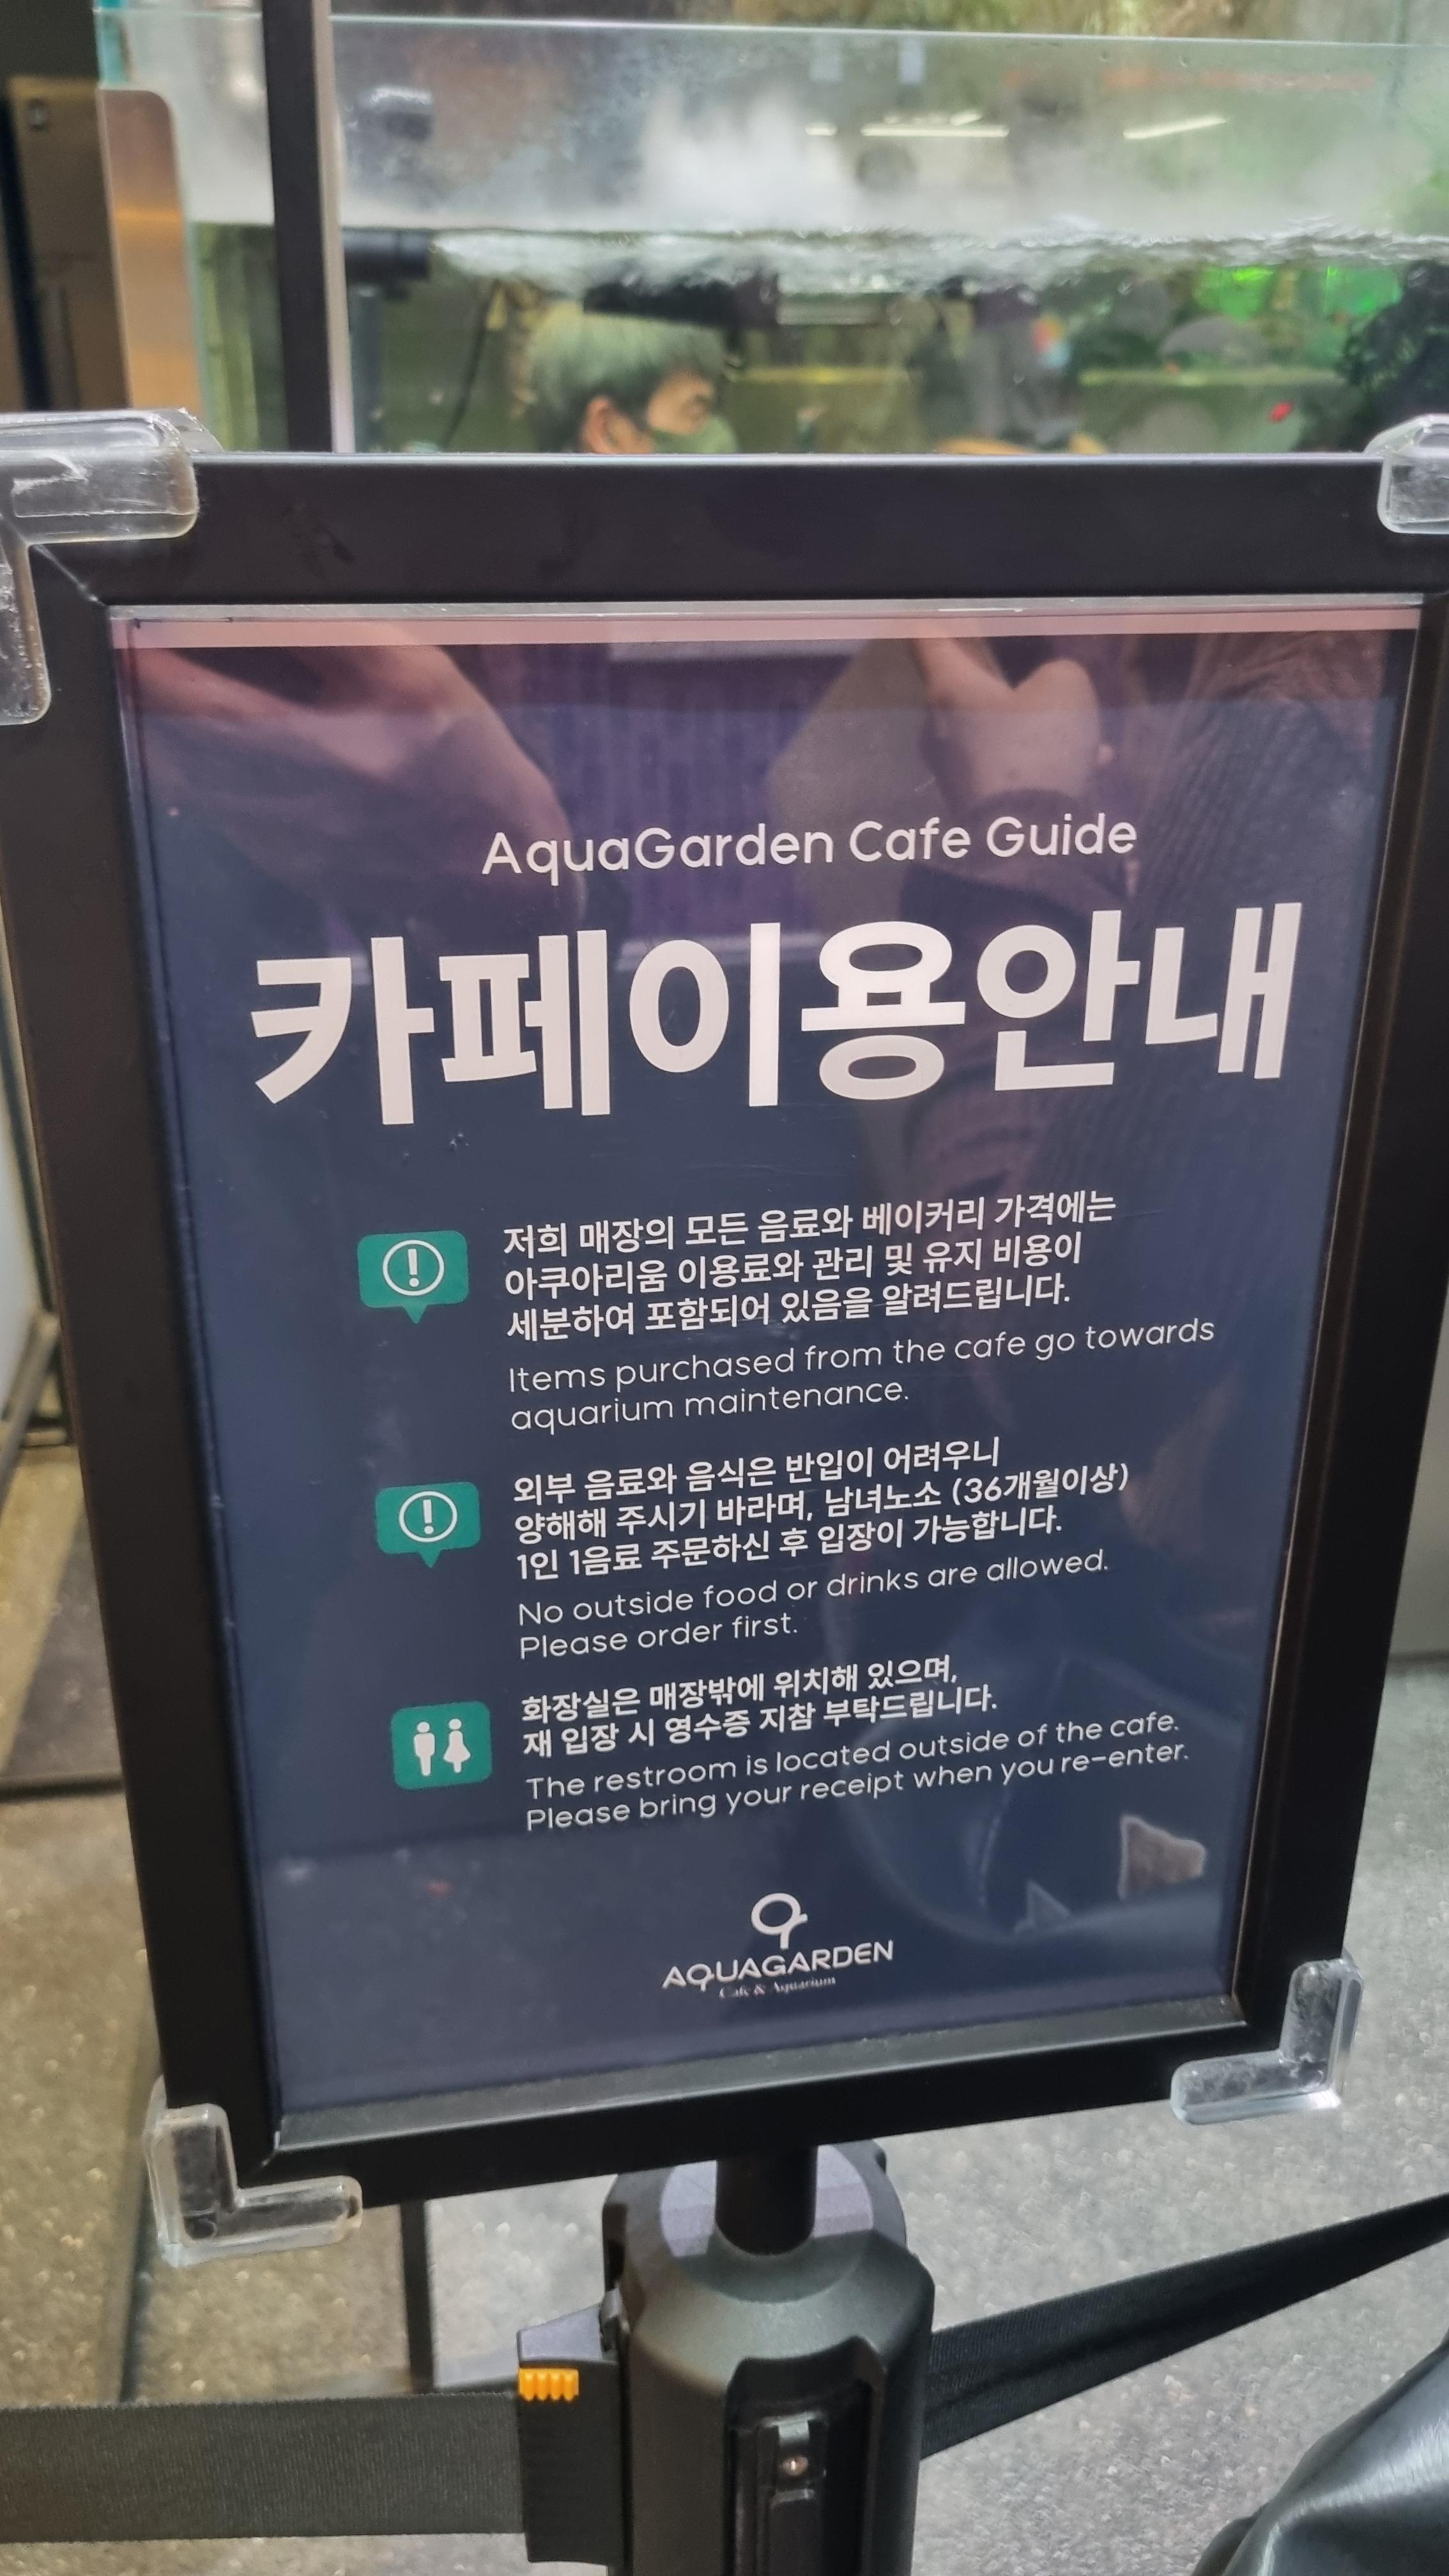 AquaGarden Cafe Guide
카페이용안내
저희 매장의 모든 음료와 베이커리 가격에는
아쿠아리움 이용료와 관리 및 유지 비용이
세분하여 포함되어 있음을 알려드립니다.
Items purchased from the cafe go towards
aquarium maintenance.
외부 음료와 음식은 반입이 어려우니
양해해 주시기 바라며, 남녀노소 (36개월이상)
1인 1음료 주문하신 후 입장이 가능합니다.
No outside food or drinks are allowed.
Please order first.
화장실은 매장밖에 위치해 있으며,
재 입장 시 영수증 지참 부탁드립니다.
The restroom is located outside of the cafe.
Please bring your receipt when you re-enter.
AQUAGARDEN
Cafe & Aquarium